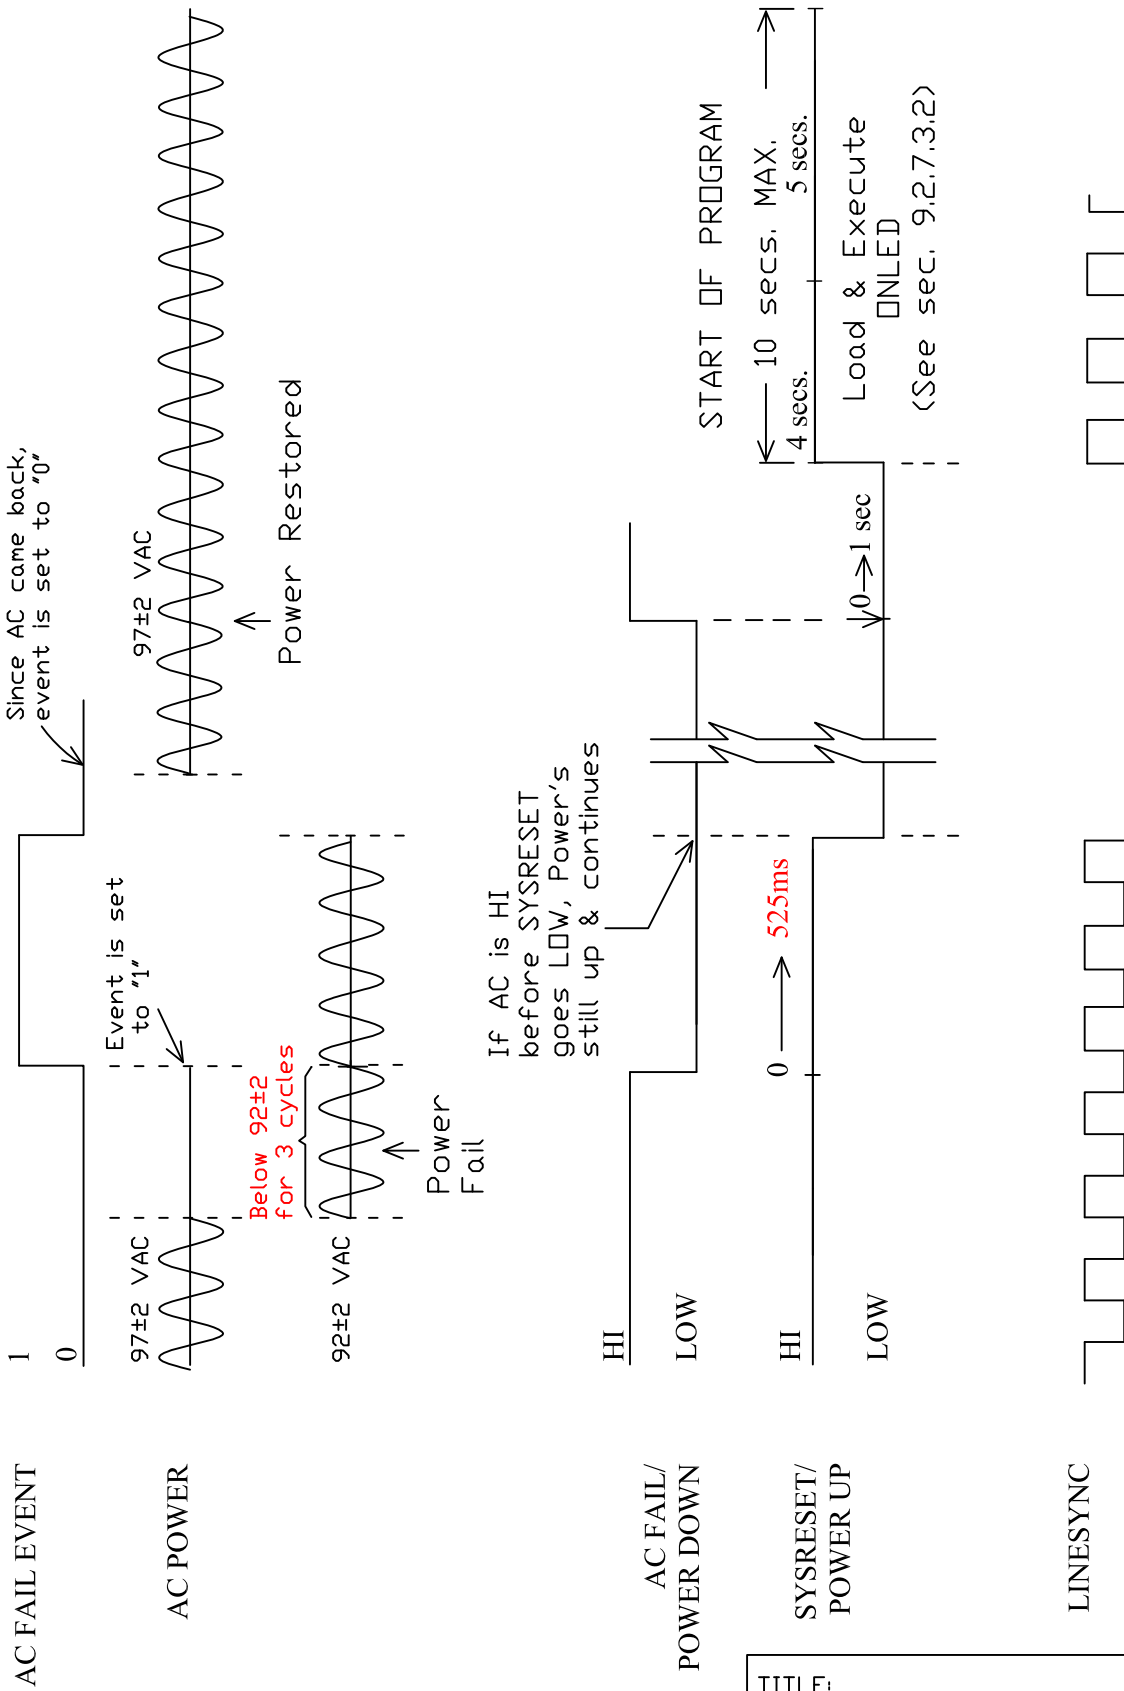 AC FAIL EVENT
1
0
Since AC came back,
event is set to "0"
AC POWER
97±2 VAC
Event is set
to "1"
97±2 VAC
Power Restored
Below 92±2
for 3 cycles
92±2 VAC
Power
Fail
AC FAIL/
POWER DOWN
HI
LOW
If AC is HI
before SYSRESET
goes LOW, Power's
still up & continues
SYSRESET/
POWER UP
HI
LOW
0
525ms
0
1 sec
START OF PROGRAM
10 secs. MAX.
4 secs.
5 secs.
Load & Execute
ONLED
(See sec. 9.2.7.3.2)
LINESYNC
TITLE: